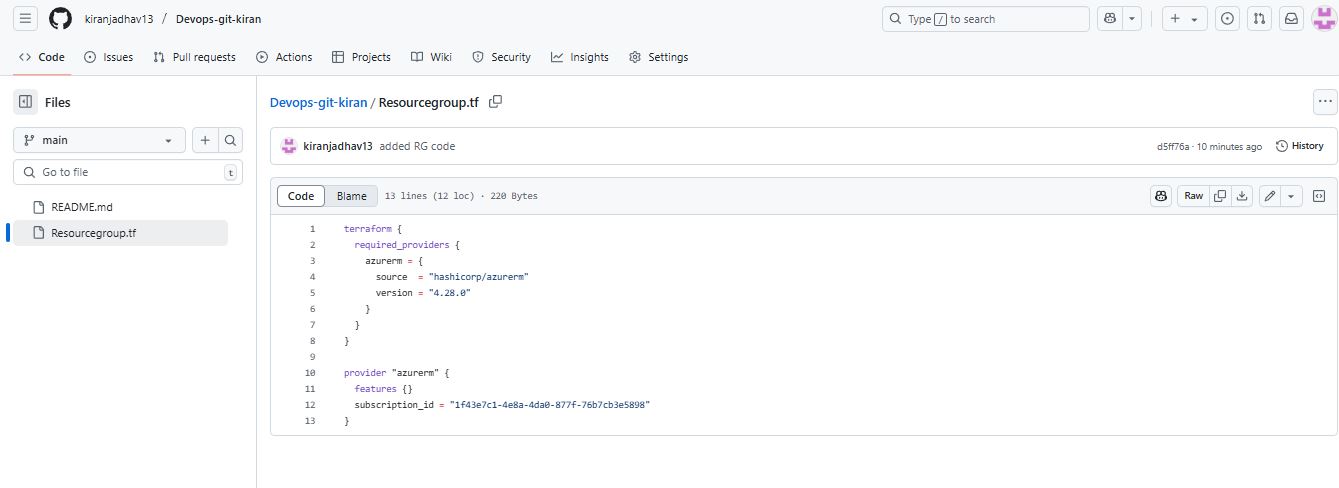 kiranjadhav13 / Devops-git-kiran
Type / to search
Code Issues Pull requests Actions Projects Wiki Security Insights Settings
Files
Devops-git-kiran / Resourcegroup.tf
main
kiranjadhav13 added RG code d5ff76a · 10 minutes ago History
Go to file t
Code Blame 13 lines (12 loc) · 220 Bytes Raw
README.md
Resourcegroup.tf
1 terraform {
2 required_providers {
3 azurerm = {
4 source = "hashicorp/azurerm"
5 version = "4.28.0"
6 }
7 }
8 }
9
10 provider "azurerm" {
11 features {}
12 subscription_id = "1f43e7c1-4e8a-4da0-877f-76b7cb3e5898"
13 }